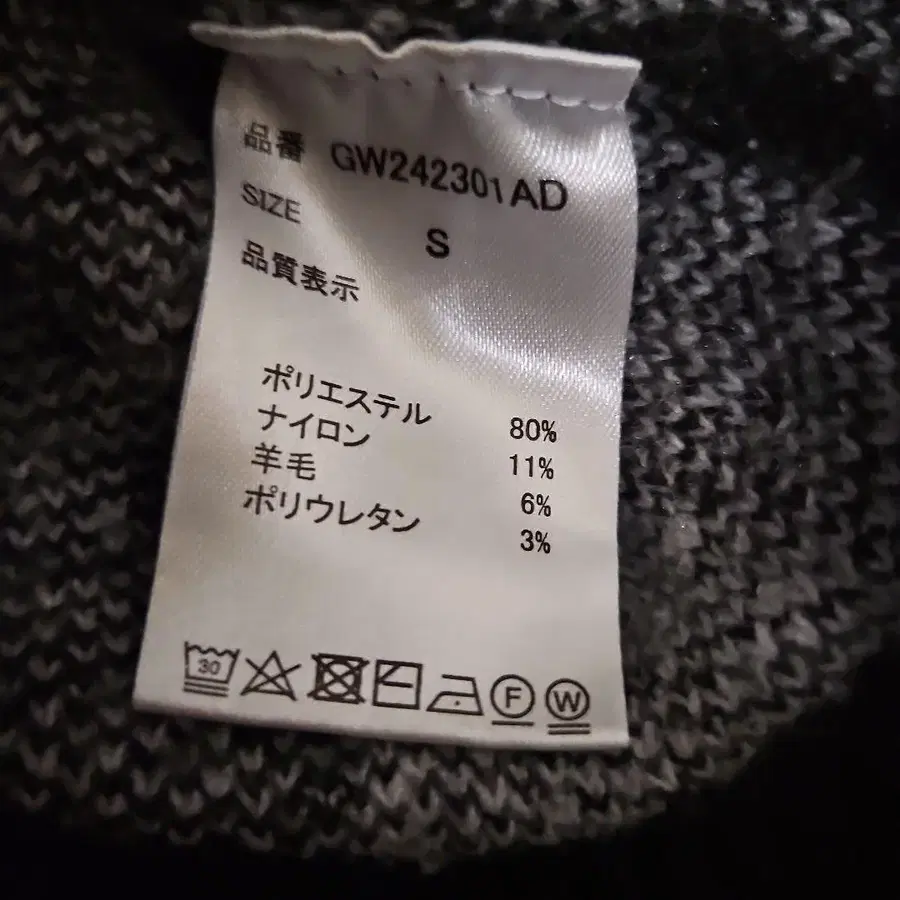 品番 GW242301AD
SIZE S
品質表示
ポリエステル 80%
ナイロン 11%
羊毛 6%
ポリウレタン 3%
30 F W